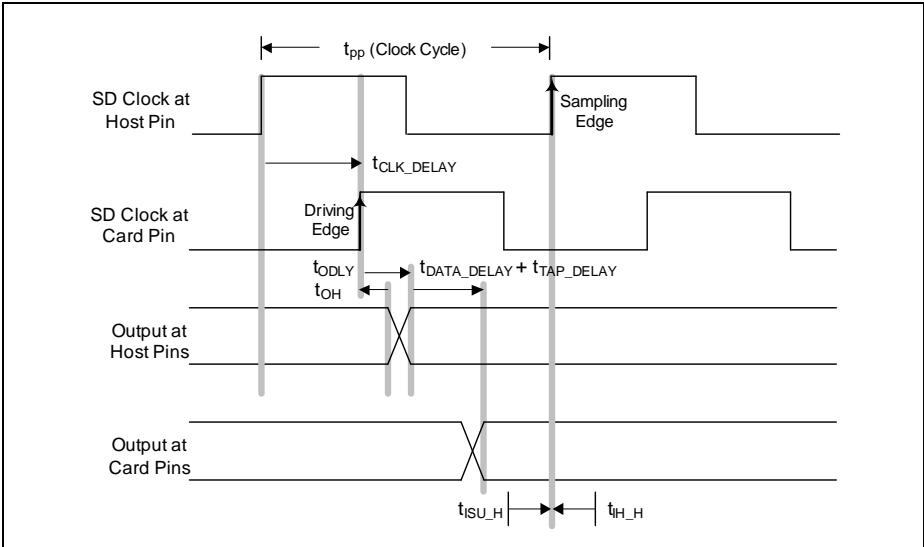 tpp (Clock Cycle)
SD Clock at
Host Pin
Sampling
Edge
tCLK_DELAY
SD Clock at
Card Pin
Driving
Edge
tODLY
tDATA_DELAY + tTAP_DELAY
tOH
Output at
Host Pins
Output at
Card Pins
tISU_H
tIH_H